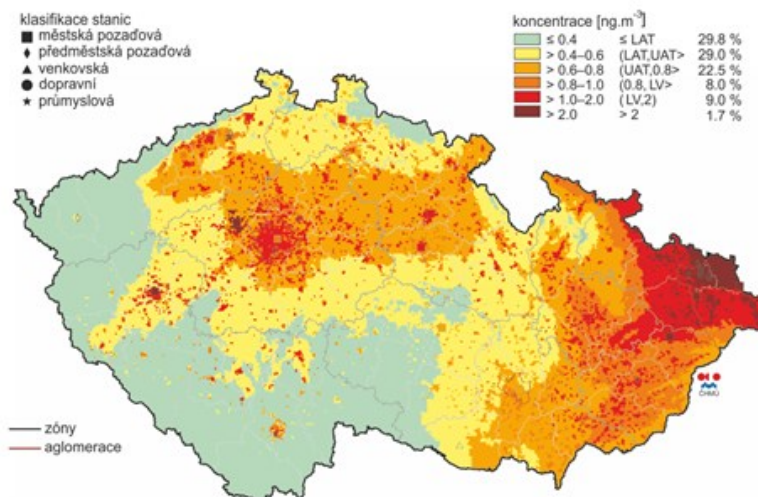 klasifikace stanic
městská pozaďová
předměstská pozaďová
venkovská
dopravní
průmyslová
koncentrace [ng.m-3]
≤ 0.4 ≤ LAT 29.8 %
> 0.4–0.6 (LAT,UAT> 29.0 %
> 0.6–0.8 (UAT,0.8> 22.5 %
> 0.8–1.0 (0.8, LV> 8.0 %
> 1.0–2.0 ( LV,2) 9.0 %
> 2.0 > 2 1.7 %
ČHMÚ
zóny
aglomerace